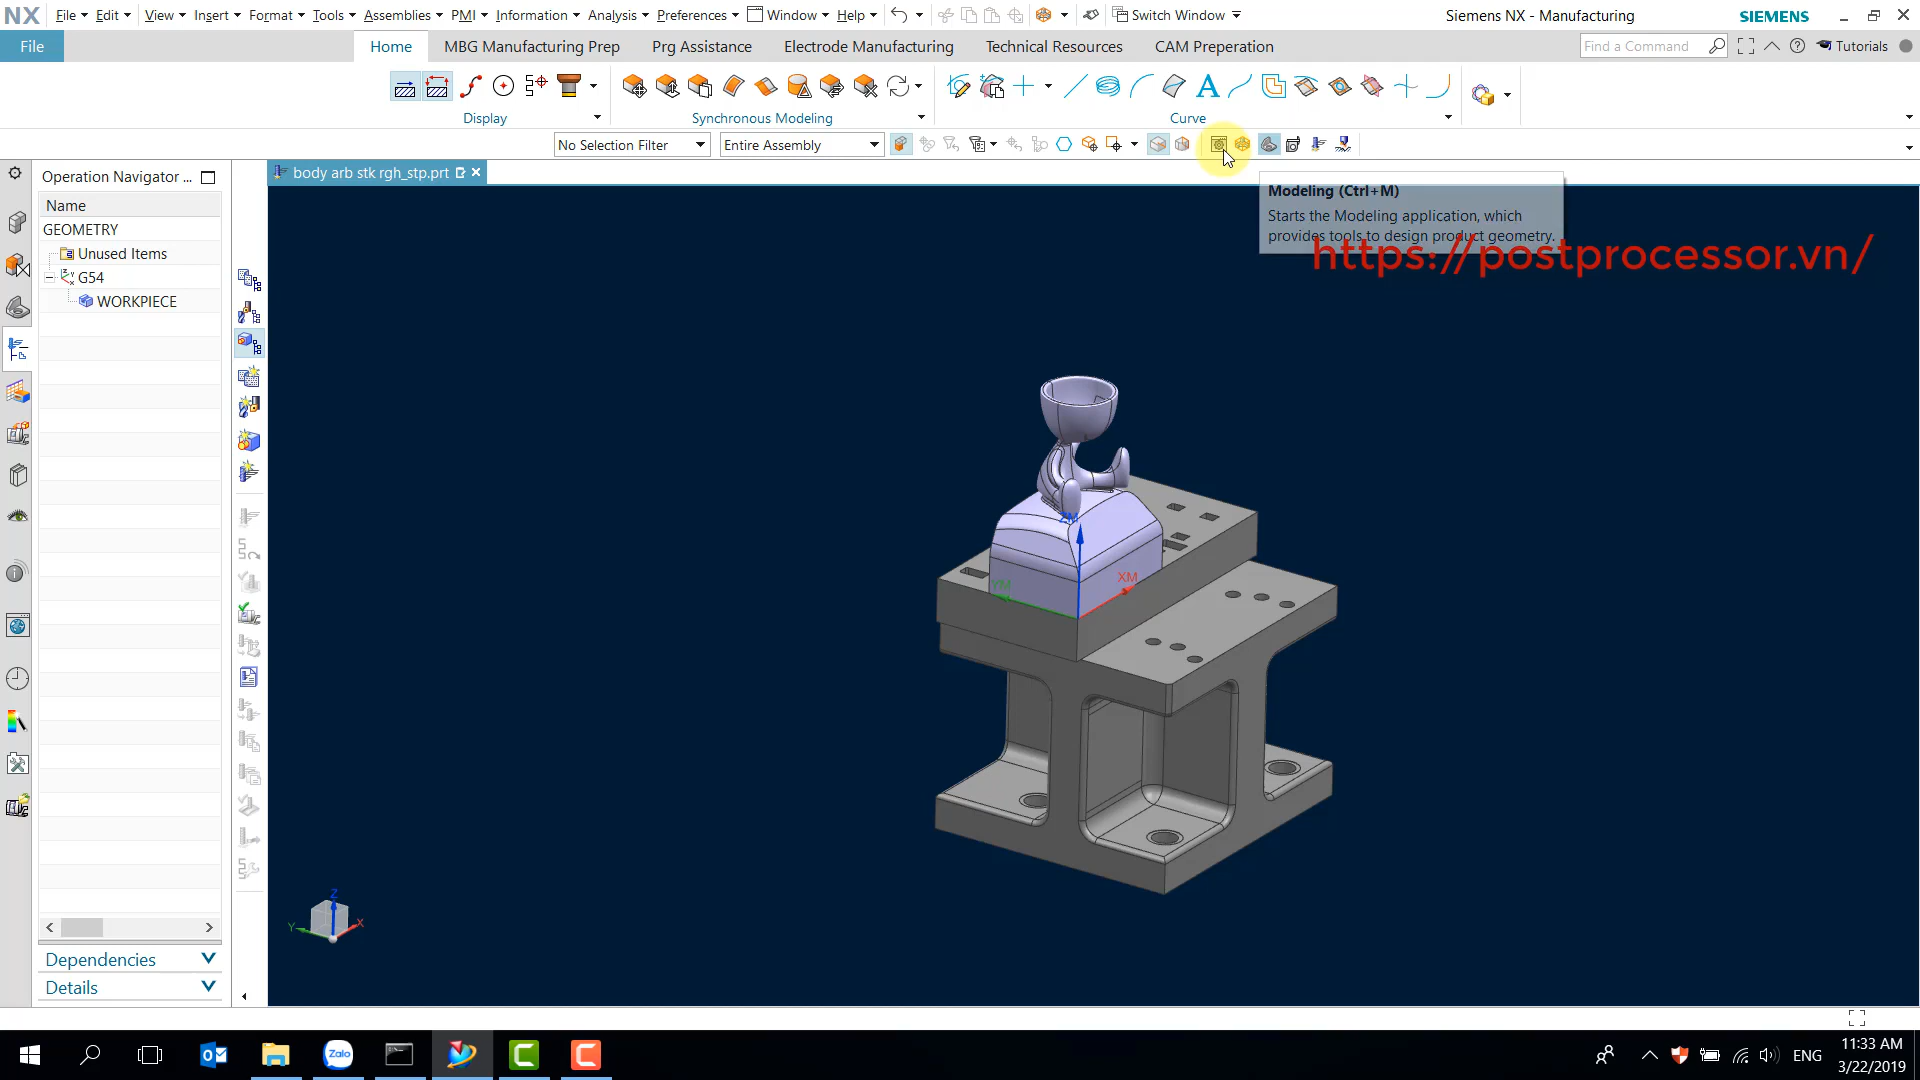 NX File Edit View Insert Format Tools Assemblies PMI Information Analysis Preferences Window Help Switch Window Siemens NX - Manufacturing SIEMENS
File Home MBG Manufacturing Prep Prg Assistance Electrode Manufacturing Technical Resources CAM Preperation Find a Command Tutorials
Display Synchronous Modeling Curve
No Selection Filter Entire Assembly
Operation Navigator ... body arb stk rgh_stp.prt
Modeling (Ctrl+M)
Starts the Modeling application, which
provides tools to design product geometry.
https://postprocessor.vn/
Name
GEOMETRY
Unused Items
G54
WORKPIECE
ZM
XM
YM
Z
Y X
Dependencies
Details
Zalo
ENG
11:33 AM
3/22/2019